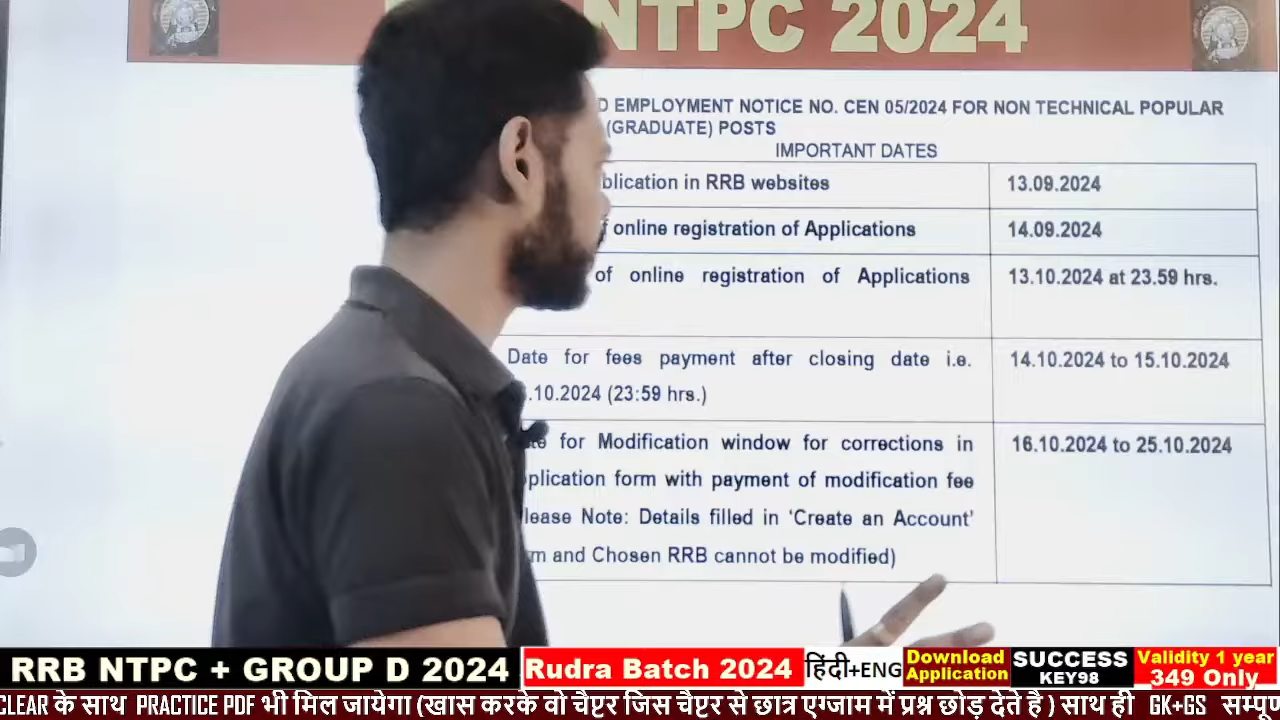 NTPC 2024
D EMPLOYMENT NOTICE NO. CEN 05/2024 FOR NON TECHNICAL POPULAR
(GRADUATE) POSTS
IMPORTANT DATES
blication in RRB websites 13.09.2024
f online registration of Applications 14.09.2024
of online registration of Applications 13.10.2024 at 23.59 hrs.
Date for fees payment after closing date i.e. 14.10.2024 to 15.10.2024
.10.2024 (23:59 hrs.)
for Modification window for corrections in 16.10.2024 to 25.10.2024
plication form with payment of modification fee
lease Note: Details filled in ‘Create an Account’
m and Chosen RRB cannot be modified)
RRB NTPC + GROUP D 2024 Rudra Batch 2024 हिंदी+ENG Download Application SUCCESS KEY98 Validity 1 year 349 Only
CLEAR के साथ PRACTICE PDF भी मिल जायेगा (खास करके वो चैप्टर जिस चैप्टर से छात्र एग्जाम में प्रश्न छोड़ देते है ) साथ ही GK+GS सम्पूण